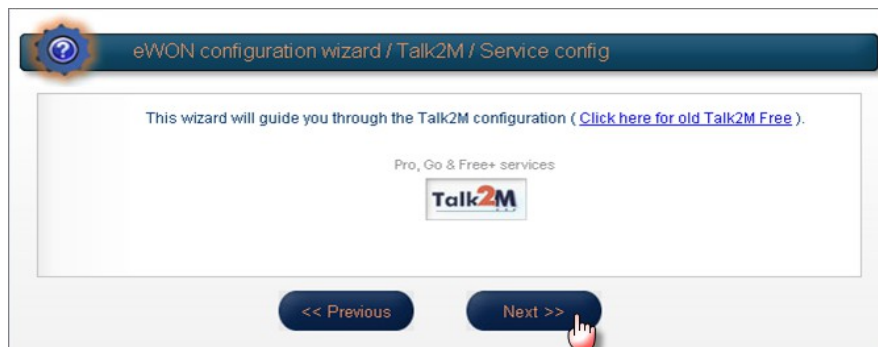 eWON configuration wizard / Talk2M / Service config
This wizard will guide you through the Talk2M configuration ( Click here for old Talk2M Free ).
Pro, Go & Free+ services
Talk2M
<< Previous
Next >>